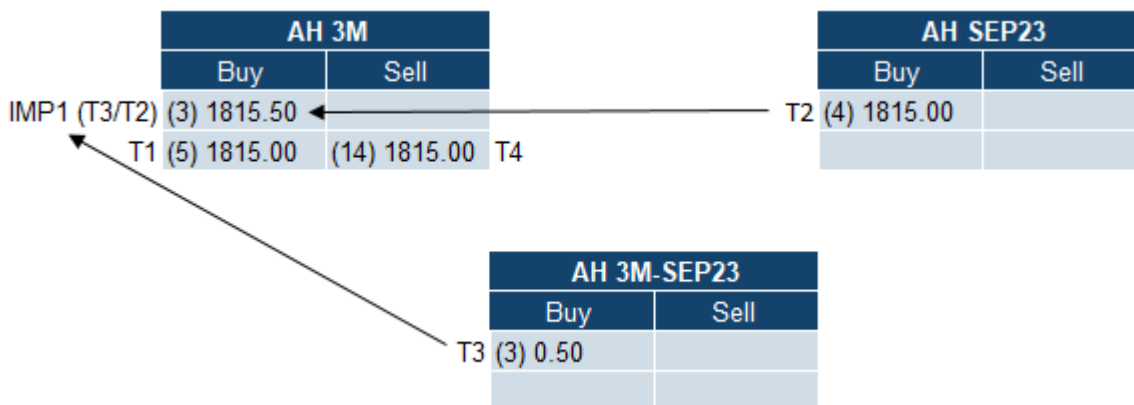 AH 3M
AH SEP23
Buy Sell
Buy Sell
IMP1 (T3/T2) (3) 1815.50
T2 (4) 1815.00
T1 (5) 1815.00 (14) 1815.00 T4
AH 3M-SEP23
Buy Sell
T3 (3) 0.50